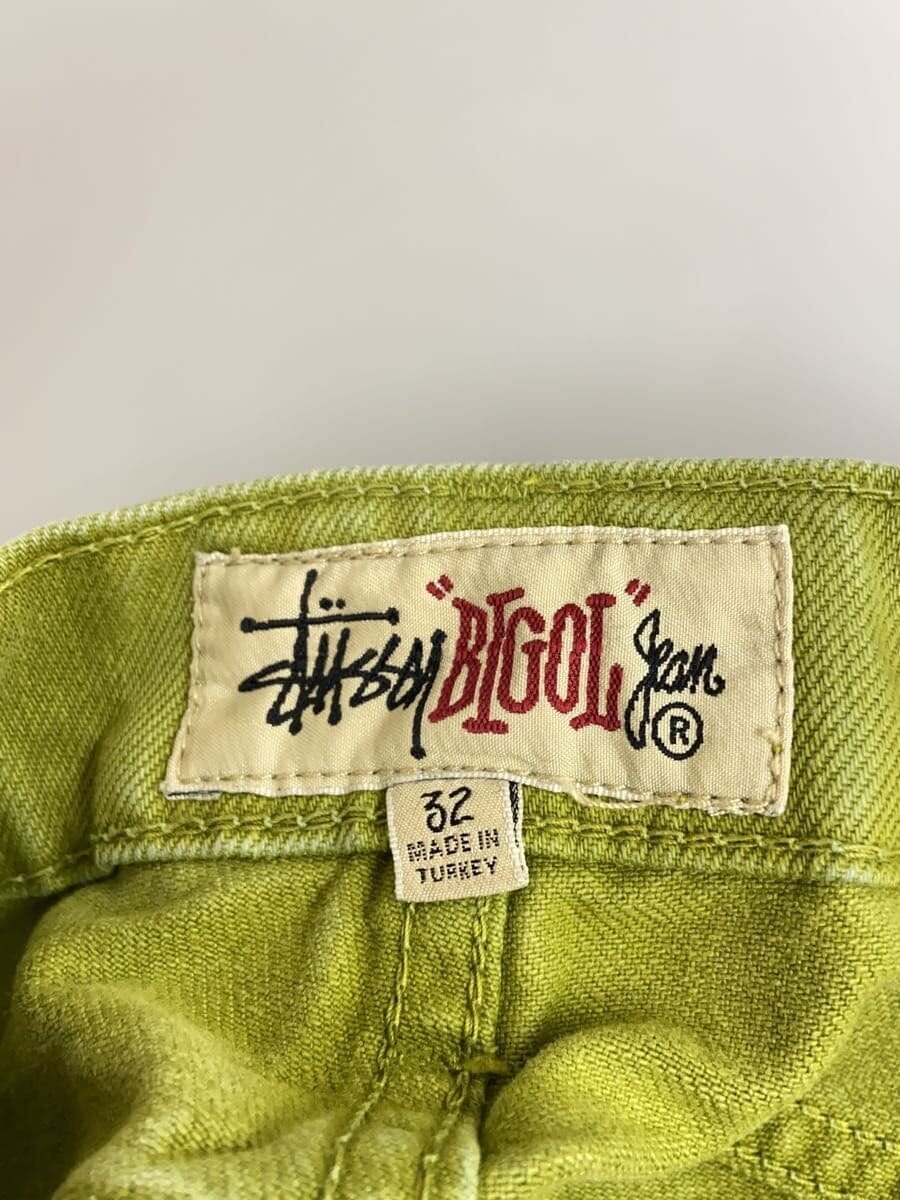 Stüssy "BIGOL" Jean ®
32
MADE IN
TURKEY